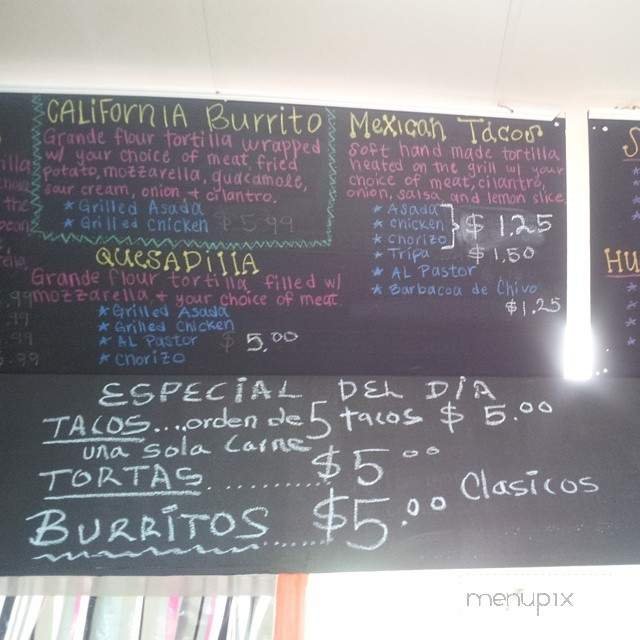 CALIFORNIA Burrito
Grande flour tortilla wrapped
w/ your choice of meat, fried
potato, mozzarella, guacamole,
sour cream, onion + cilantro.
* Grilled Asada
* Grilled Chicken $ 5.99
QUESADILLA
Grande flour tortilla filled w/
mozzarella + your choice of meat.
* Grilled Asada
* Grilled Chicken
* AL Pastor $ 5.00
* Chorizo
Mexican Tacos
soft hand made tortilla
heated on the grill w/ your
choice of meat, cilantro,
onion, salsa and lemon slice.
* Asada
* Chicken $ 1.25
* Chorizo
* Tripa $ 1.50
* AL Pastor
* Barbacoa de Chivo
$1.25
HU
ESPECIAL DEL DIA
TACOS...orden de 5 tacos $ 5.00
una sola carne
TORTAS.......... $5 00
BURRITOS...... $5.00 Clasicos
menupix